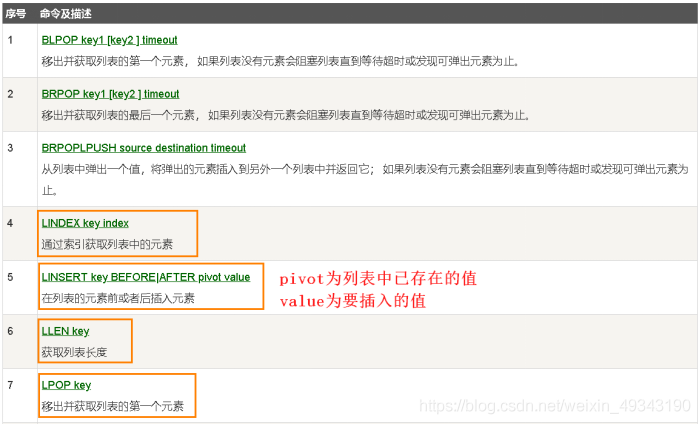 序号 命令及描述
1 BLPOP key1 [key2 ] timeout
移出并获取列表的第一个元素， 如果列表没有元素会阻塞列表直到等待超时或发现可弹出元素为止。
2 BRPOP key1 [key2 ] timeout
移出并获取列表的最后一个元素， 如果列表没有元素会阻塞列表直到等待超时或发现可弹出元素为止。
3 BRPOPLPUSH source destination timeout
从列表中弹出一个值，将弹出的元素插入到另外一个列表中并返回它； 如果列表没有元素会阻塞列表直到等待超时或发现可弹出元素为
止。
4 LINDEX key index
通过索引获取列表中的元素
5 LINSERT key BEFORE|AFTER pivot value
在列表的元素前或者后插入元素
pivot为列表中已存在的值
value为要插入的值
6 LLEN key
获取列表长度
7 LPOP key
移出并获取列表的第一个元素
https://blog.csdn.net/weixin_49343190